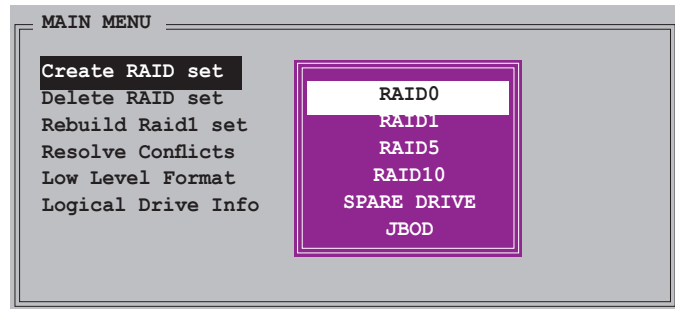 MAIN MENU
Create RAID set
Delete RAID set
Rebuild Raid1 set
Resolve Conflicts
Low Level Format
Logical Drive Info
RAID0
RAID1
RAID5
RAID10
SPARE DRIVE
JBOD